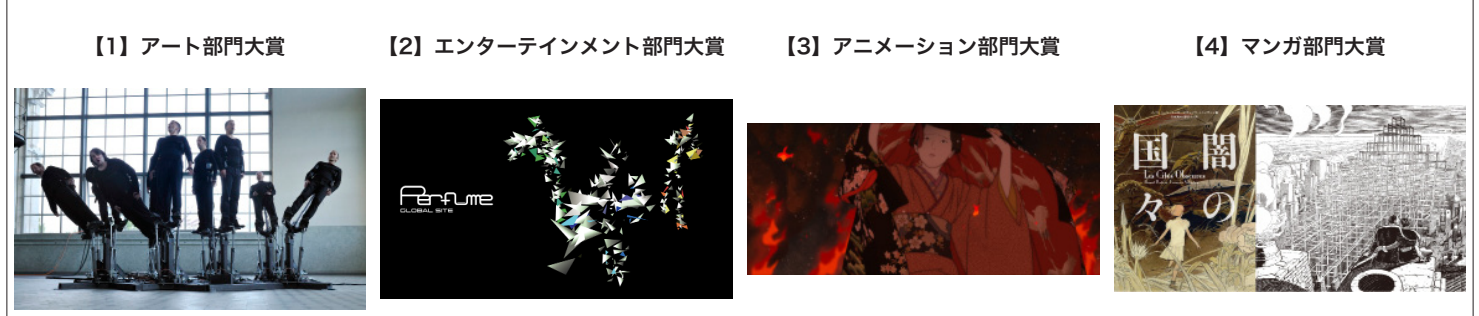 【1】アート部門大賞
【2】エンターテインメント部門大賞
【3】アニメーション部門大賞
【4】マンガ部門大賞
Perfume
GLOBAL SITE
闇の
国々
Les Cités Obscures